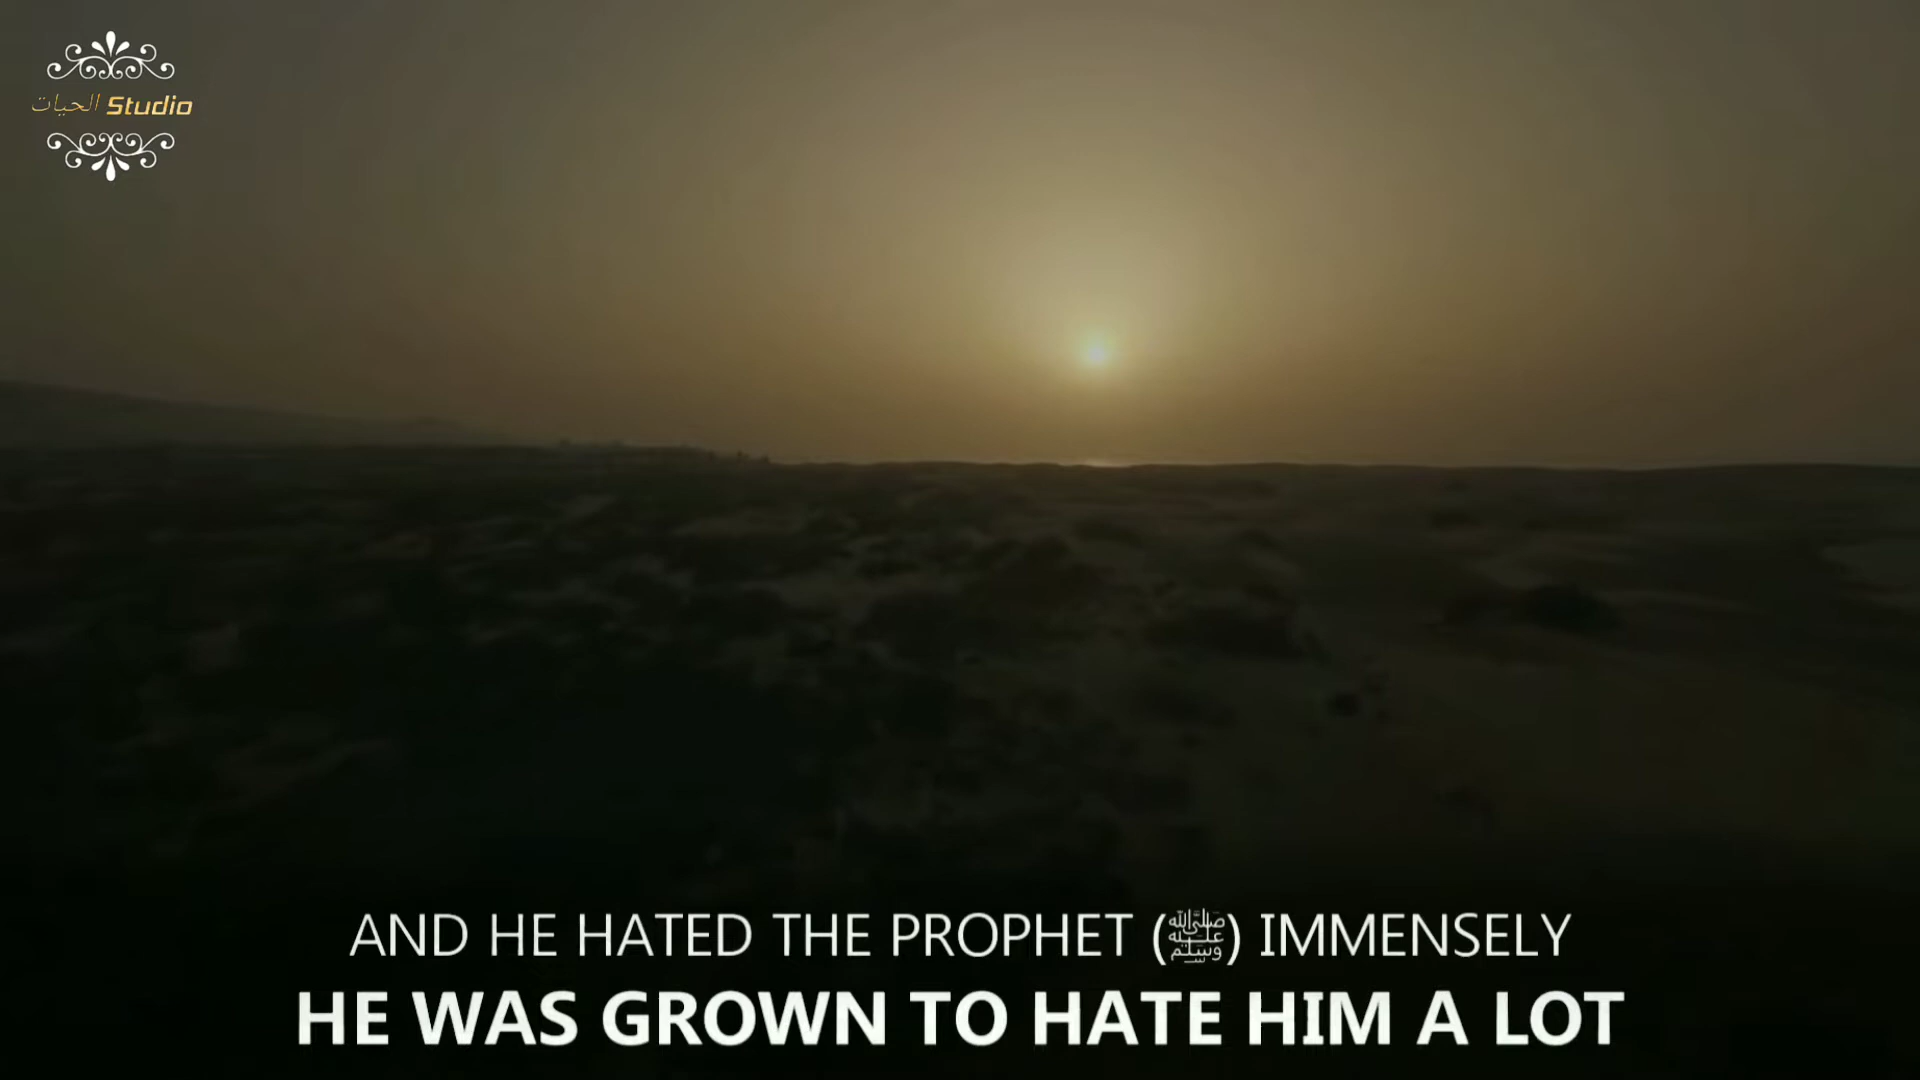 الحيات Studio
AND HE HATED THE PROPHET (ﷺ) IMMENSELY
HE WAS GROWN TO HATE HIM A LOT